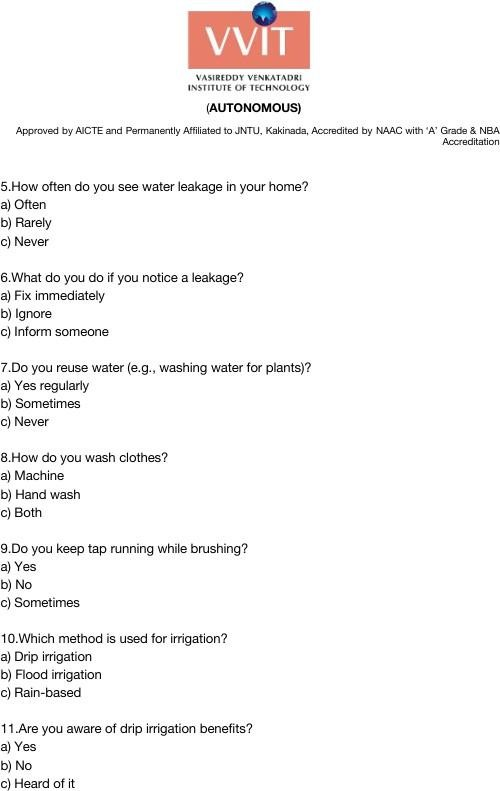 VVIT
VASIREDDY VENKATADRI
INSTITUTE OF TECHNOLOGY
(AUTONOMOUS)
Approved by AICTE and Permanently Affiliated to JNTU, Kakinada, Accredited by NAAC with ‘A’ Grade & NBA
Accreditation
5.How often do you see water leakage in your home?
a) Often
b) Rarely
c) Never
6.What do you do if you notice a leakage?
a) Fix immediately
b) Ignore
c) Inform someone
7.Do you reuse water (e.g., washing water for plants)?
a) Yes regularly
b) Sometimes
c) Never
8.How do you wash clothes?
a) Machine
b) Hand wash
c) Both
9.Do you keep tap running while brushing?
a) Yes
b) No
c) Sometimes
10.Which method is used for irrigation?
a) Drip irrigation
b) Flood irrigation
c) Rain-based
11.Are you aware of drip irrigation benefits?
a) Yes
b) No
c) Heard of it